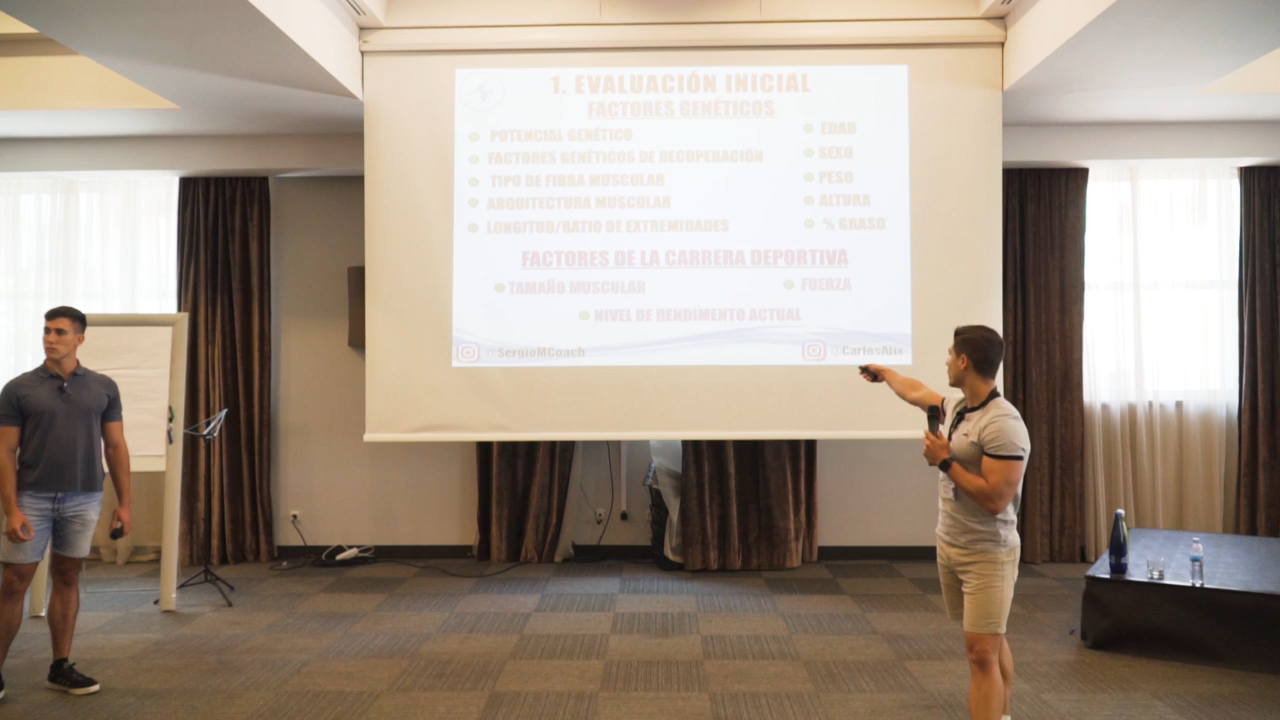 1. EVALUACIÓN INICIAL
FACTORES GENÉTICOS
POTENCIAL GENÉTICO
FACTORES GENÉTICOS DE RECUPERACIÓN
TIPO DE FIBRA MUSCULAR
ARQUITECTURA MUSCULAR
LONGITUD/RATIO DE EXTREMIDADES
EDAD
SEXO
PESO
ALTURA
% GRASO
FACTORES DE LA CARRERA DEPORTIVA
TAMAÑO MUSCULAR
FUERZA
NIVEL DE RENDIMIENTO ACTUAL
@SergioMCoach
@CarlosAlix